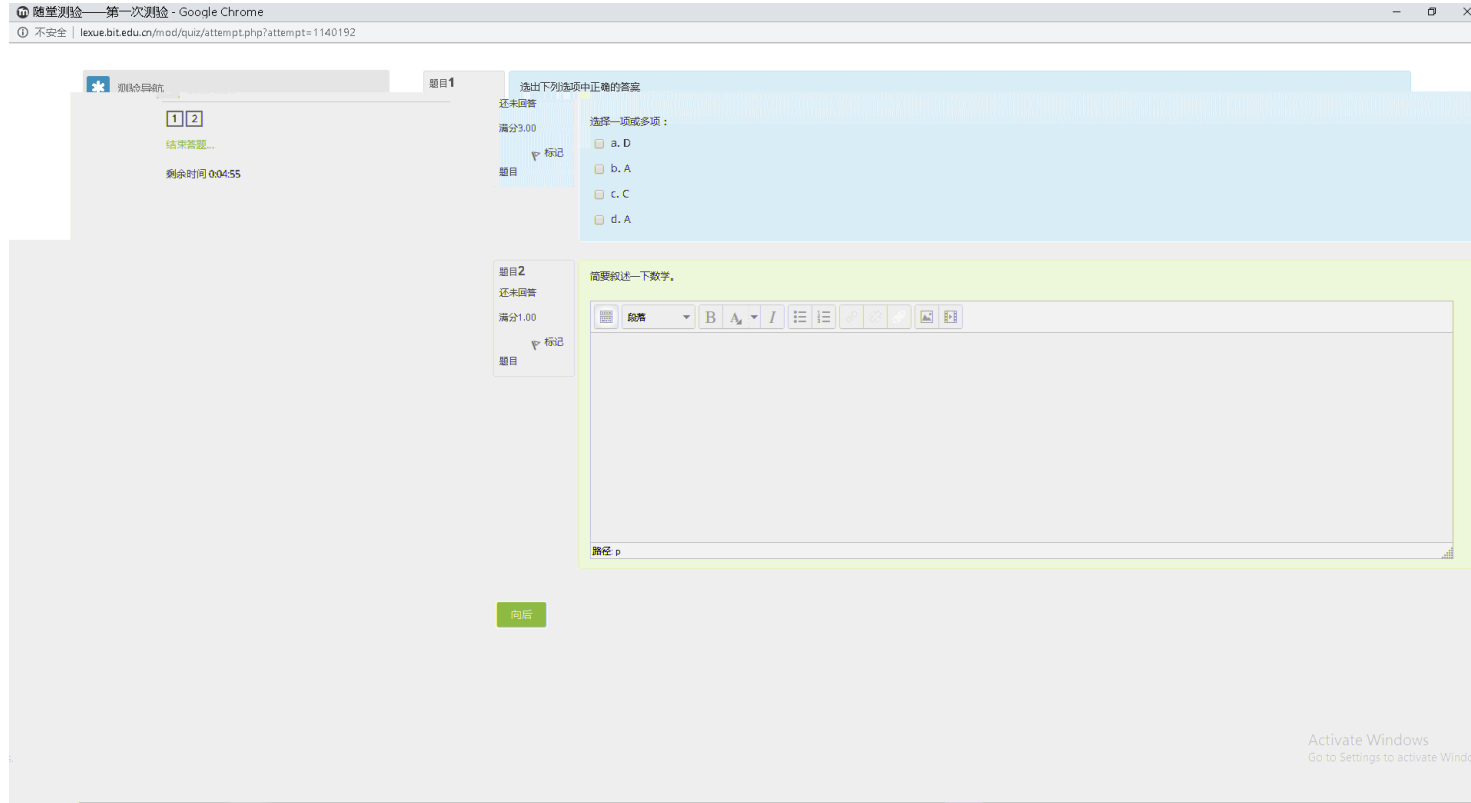 随堂测验——第一次测验 - Google Chrome
不安全 | lexue.bit.edu.cn/mod/quiz/attempt.php?attempt=1140192
测验导航
1 2
结束答题...
剩余时间 0:04:55
题目1
还未回答
满分3.00
标记
题目
选出下列选项中正确的答案
选择一项或多项：
a. D
b. A
c. C
d. A
题目2
还未回答
满分1.00
标记
题目
简要叙述一下数学。
段落
B A I
路径: p
向后
Activate Windows
Go to Settings to activate Windo